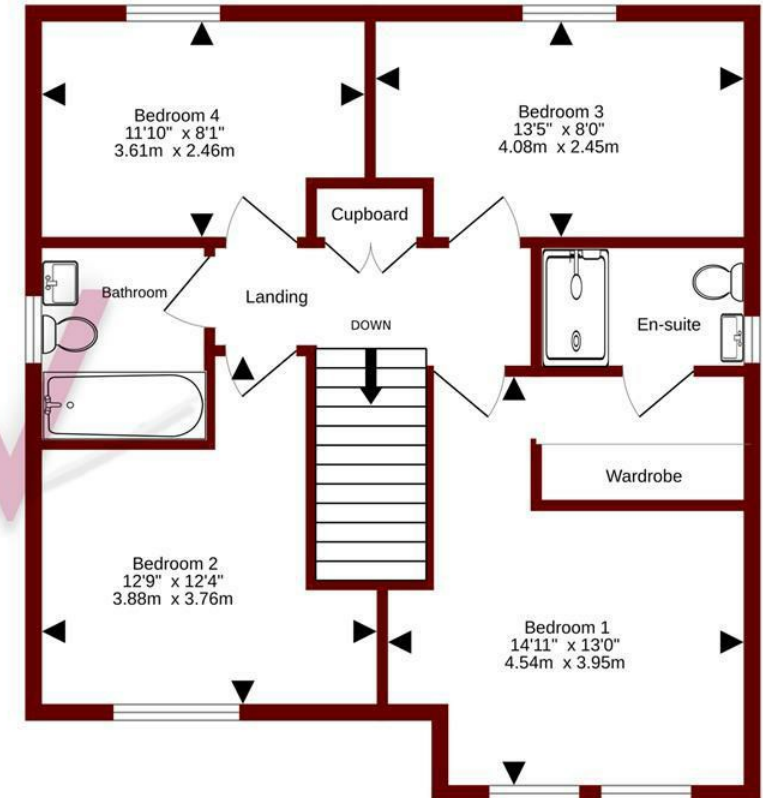 Bedroom 4
11'10" x 8'1"
3.61m x 2.46m
Bedroom 3
13'5" x 8'0"
4.08m x 2.45m
Cupboard
Bathroom
Landing
DOWN
En-suite
Wardrobe
Bedroom 2
12'9" x 12'4"
3.88m x 3.76m
Bedroom 1
14'11" x 13'0"
4.54m x 3.95m